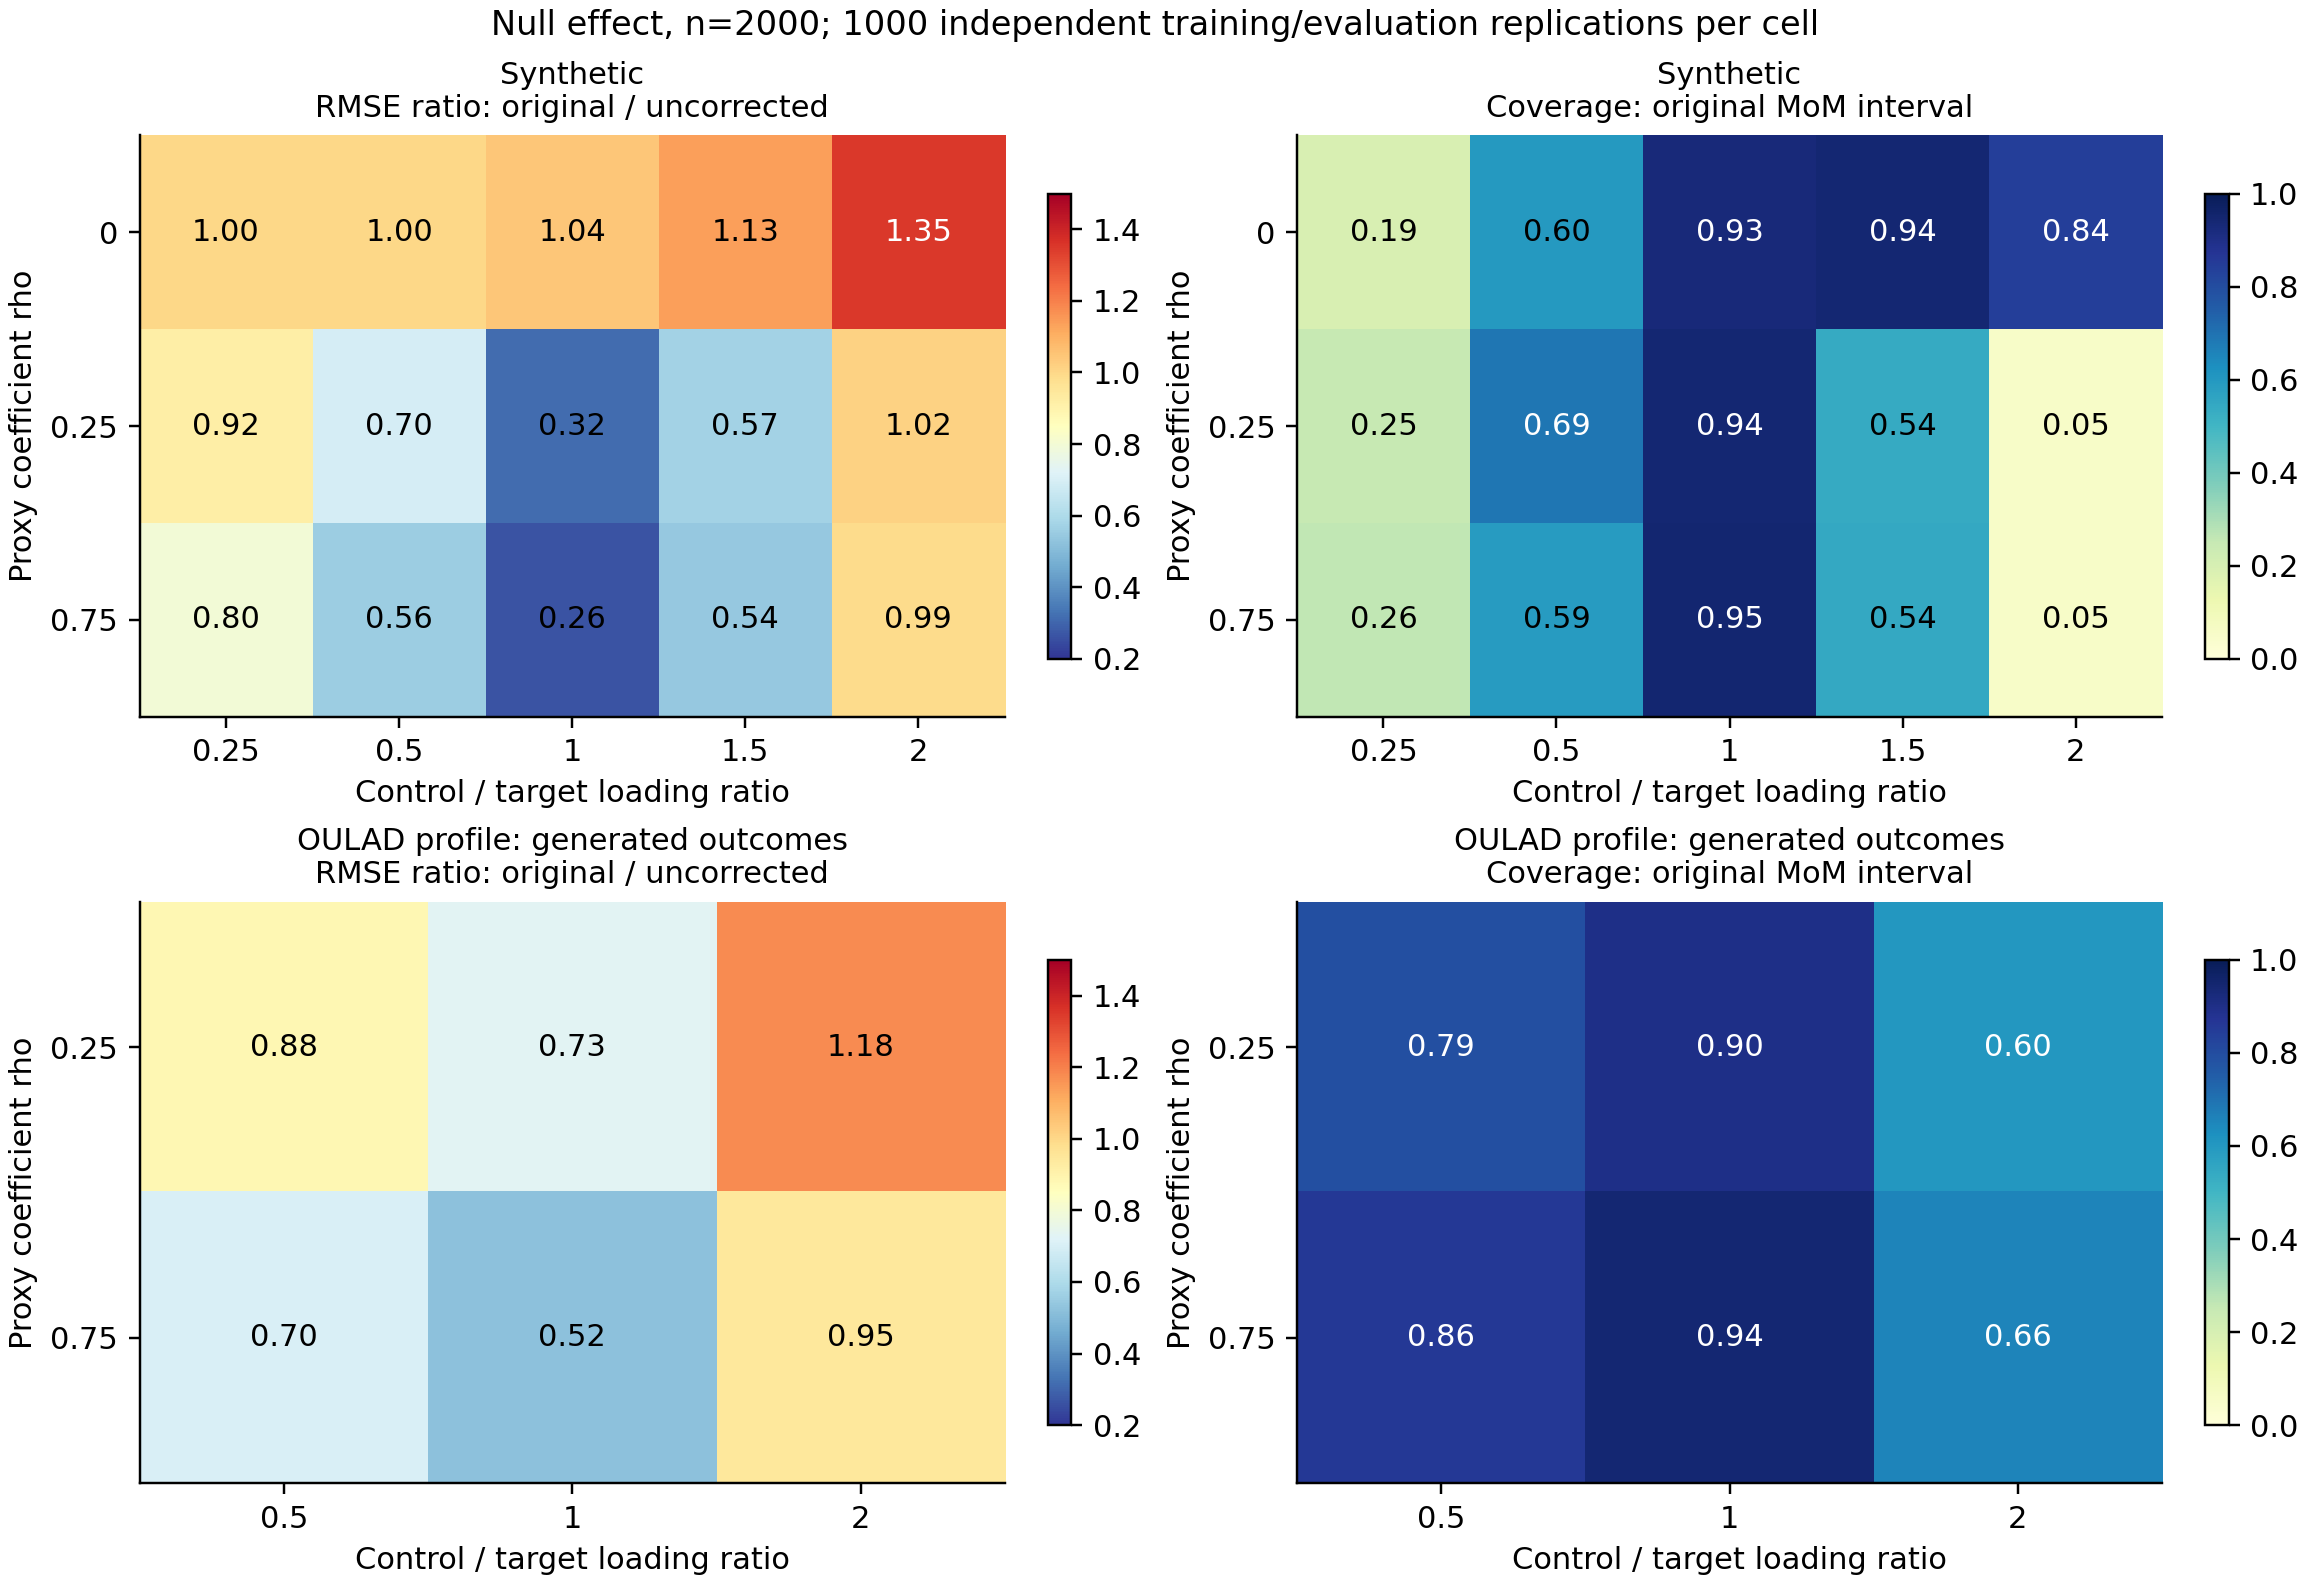 Null effect, n=2000; 1000 independent training/evaluation replications per cell
Synthetic
RMSE ratio: original / uncorrected
Proxy coefficient rho
0
1.00 1.00 1.04 1.13 1.35
0.25
0.92 0.70 0.32 0.57 1.02
0.75
0.80 0.56 0.26 0.54 0.99
0.25 0.5 1 1.5 2
Control / target loading ratio
1.4
1.2
1.0
0.8
0.6
0.4
0.2
Synthetic
Coverage: original MoM interval
Proxy coefficient rho
0
0.19 0.60 0.93 0.94 0.84
0.25
0.25 0.69 0.94 0.54 0.05
0.75
0.26 0.59 0.95 0.54 0.05
0.25 0.5 1 1.5 2
Control / target loading ratio
1.0
0.8
0.6
0.4
0.2
0.0
OULAD profile: generated outcomes
RMSE ratio: original / uncorrected
Proxy coefficient rho
0.25
0.88 0.73 1.18
0.75
0.70 0.52 0.95
0.5 1 2
Control / target loading ratio
1.4
1.2
1.0
0.8
0.6
0.4
0.2
OULAD profile: generated outcomes
Coverage: original MoM interval
Proxy coefficient rho
0.25
0.79 0.90 0.60
0.75
0.86 0.94 0.66
0.5 1 2
Control / target loading ratio
1.0
0.8
0.6
0.4
0.2
0.0